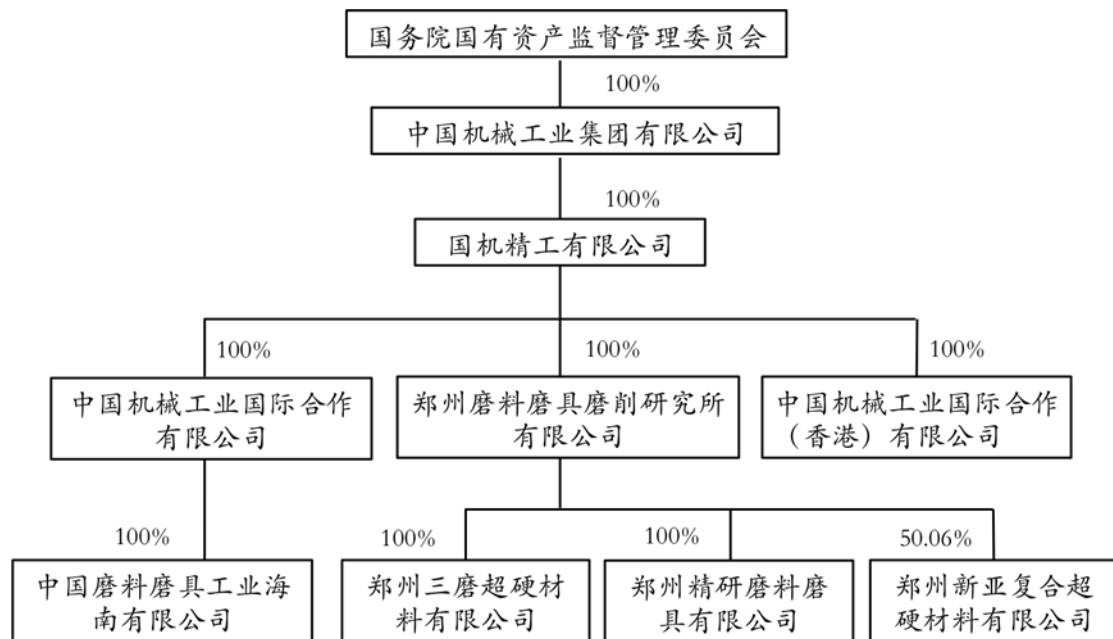 国务院国有资产监督管理委员会
100%
中国机械工业集团有限公司
100%
国机精工有限公司
100%
100%
100%
中国机械工业国际合作
有限公司
郑州磨料磨具磨削研究所
有限公司
中国机械工业国际合作
（香港）有限公司
100%
100%
100%
50.06%
中国磨料磨具工业海
南有限公司
郑州三磨超硬材
料有限公司
郑州精研磨料磨
具有限公司
郑州新亚复合超
硬材料有限公司